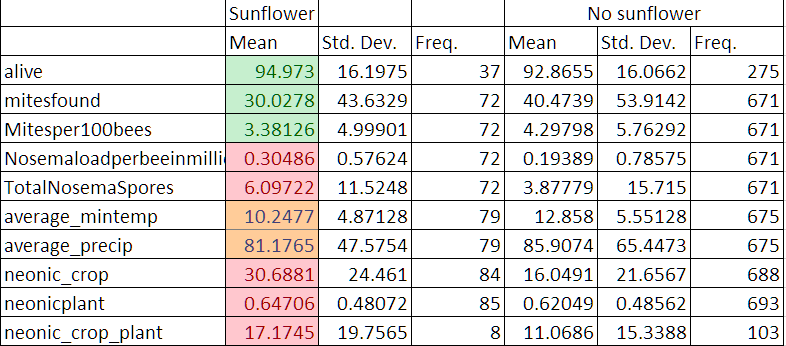 Sunflower No sunflower
Mean Std. Dev. Freq. Mean Std. Dev. Freq.
alive 94.973 16.1975 37 92.8655 16.0662 275
mitesfound 30.0278 43.6329 72 40.4739 53.9142 671
Mitesper100bees 3.38126 4.99901 72 4.29798 5.76292 671
Nosemaloadperbeeinmilli 0.30486 0.57624 72 0.19389 0.78575 671
TotalNosemaSpores 6.09722 11.5248 72 3.87779 15.715 671
average_mintemp 10.2477 4.87128 79 12.858 5.55128 675
average_precip 81.1765 47.5754 79 85.9074 65.4473 675
neonic_crop 30.6881 24.461 84 16.0491 21.6567 688
neonicplant 0.64706 0.48072 85 0.62049 0.48562 693
neonic_crop_plant 17.1745 19.7565 8 11.0686 15.3388 103